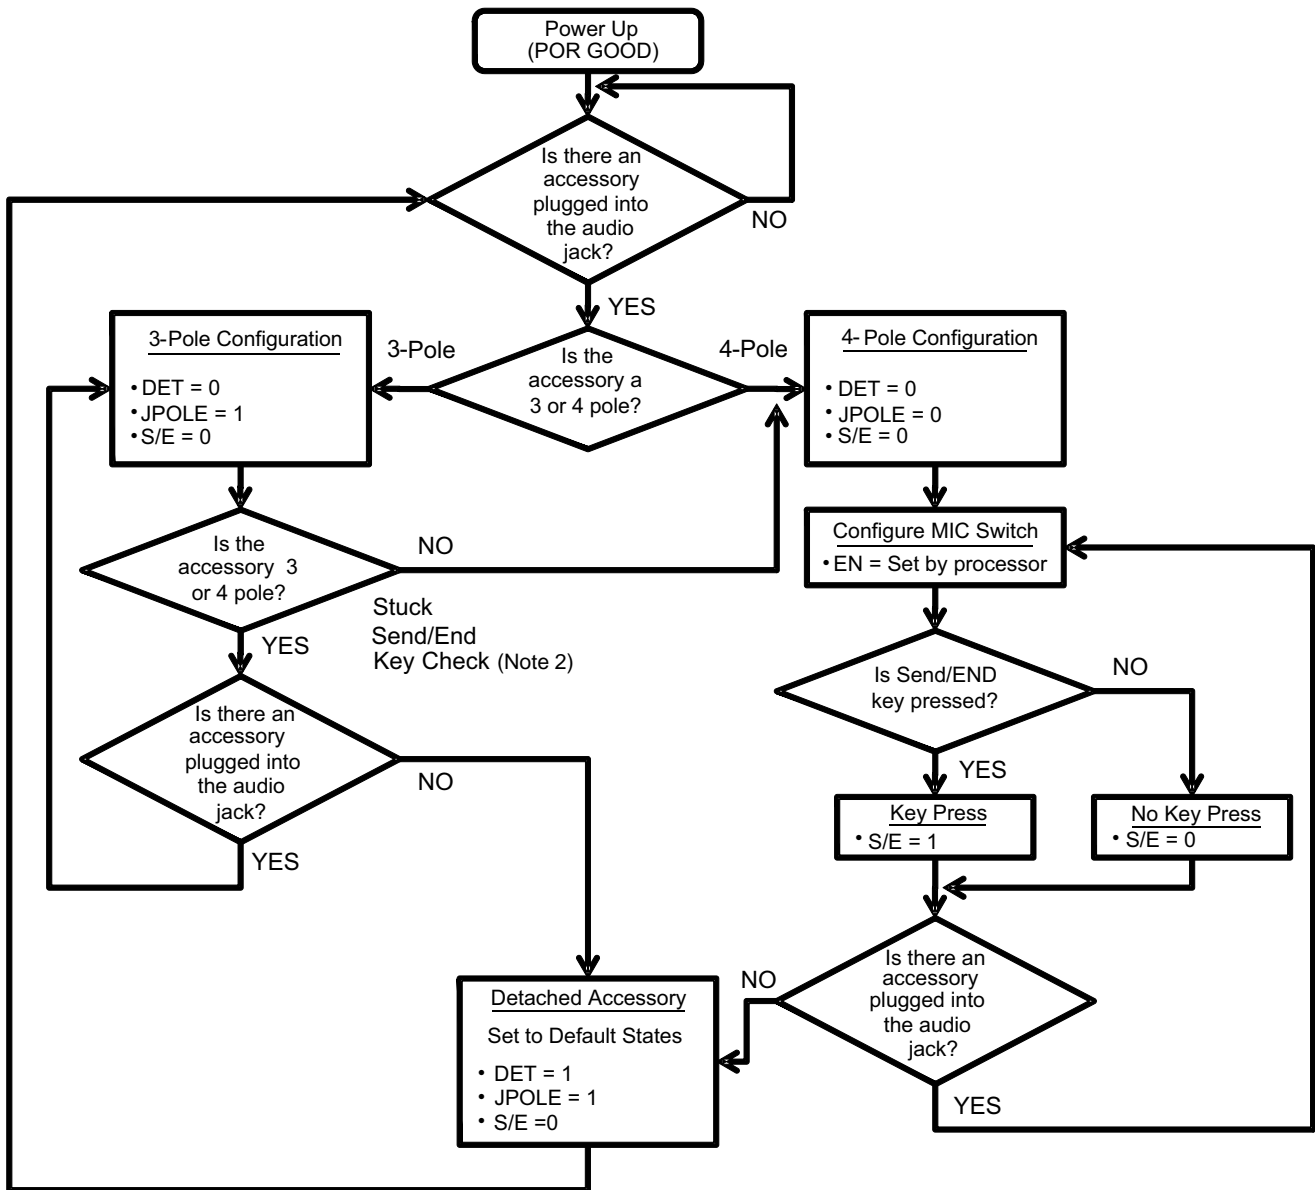 Power Up
(POR GOOD)
Is there an
accessory
plugged into
the audio
jack?
NO
YES
3-Pole Configuration
• DET = 0
• JPOLE = 1
• S/E = 0
3-Pole
Is the
accessory a
3 or 4 pole?
4-Pole
4- Pole Configuration
• DET = 0
• JPOLE = 0
• S/E = 0
Is the
accessory 3
or 4 pole?
NO
Stuck
Send/End
Key Check (Note 2)
YES
Configure MIC Switch
• EN = Set by processor
Is Send/END
key pressed?
NO
YES
Is there an
accessory
plugged into
the audio
jack?
NO
YES
Key Press
• S/E = 1
No Key Press
• S/E = 0
Is there an
accessory
plugged into
the audio
jack?
NO
YES
Detached Accessory
Set to Default States
• DET = 1
• JPOLE = 1
• S/E =0